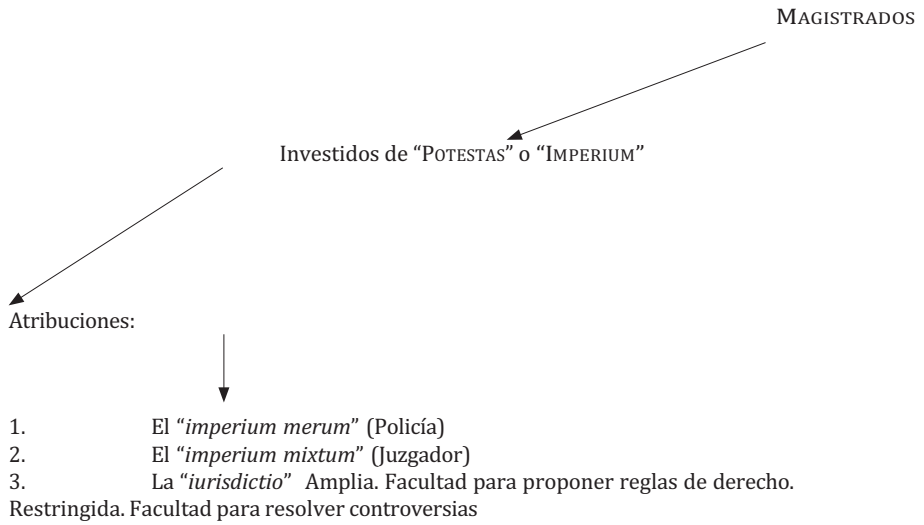 MAGISTRADOS
Investidos de “POTESTAS” o “IMPERIUM”
Atribuciones:
1. El “imperium merum” (Policía)
2. El “imperium mixtum” (Juzgador)
3. La “iurisdictio” Amplia. Facultad para proponer reglas de derecho.
Restringida. Facultad para resolver controversias